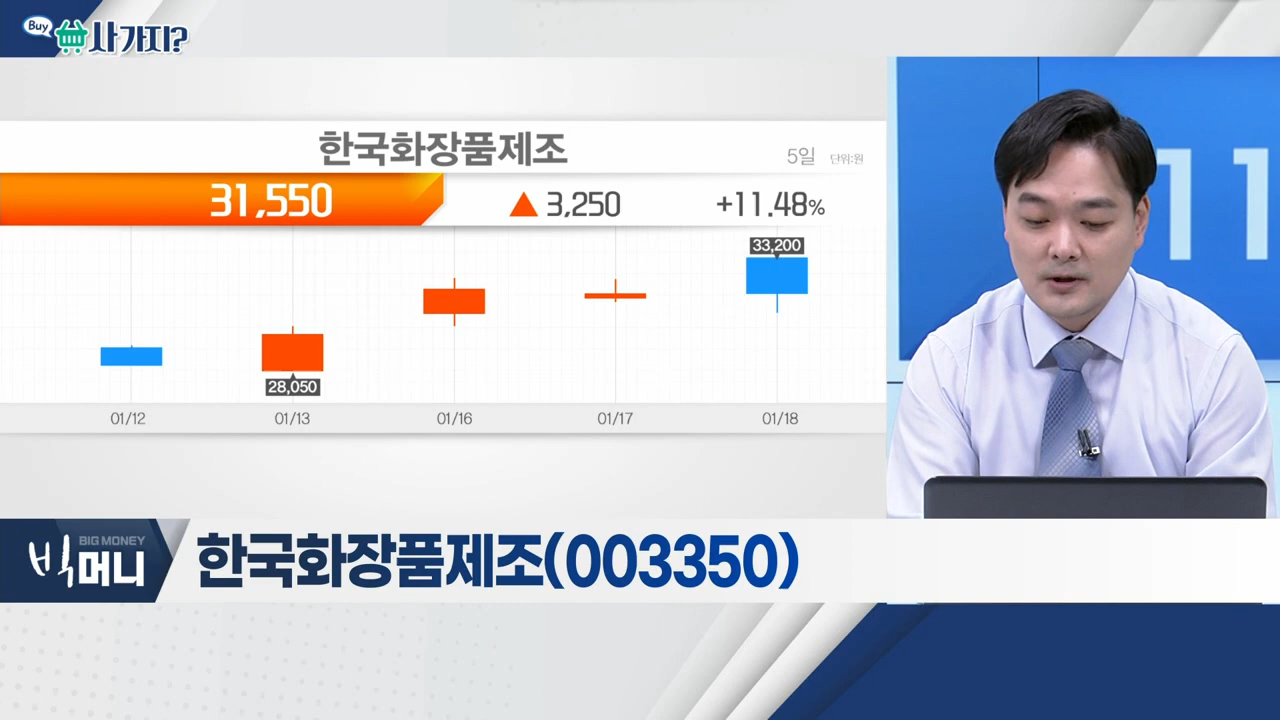 Buy 사가지?
한국화장품제조
5일 단위:원
31,550 ▲ 3,250 +11.48%
33,200
28,050
01/12 01/13 01/16 01/17 01/18
11
BIG MONEY
빅머니
한국화장품제조(003350)